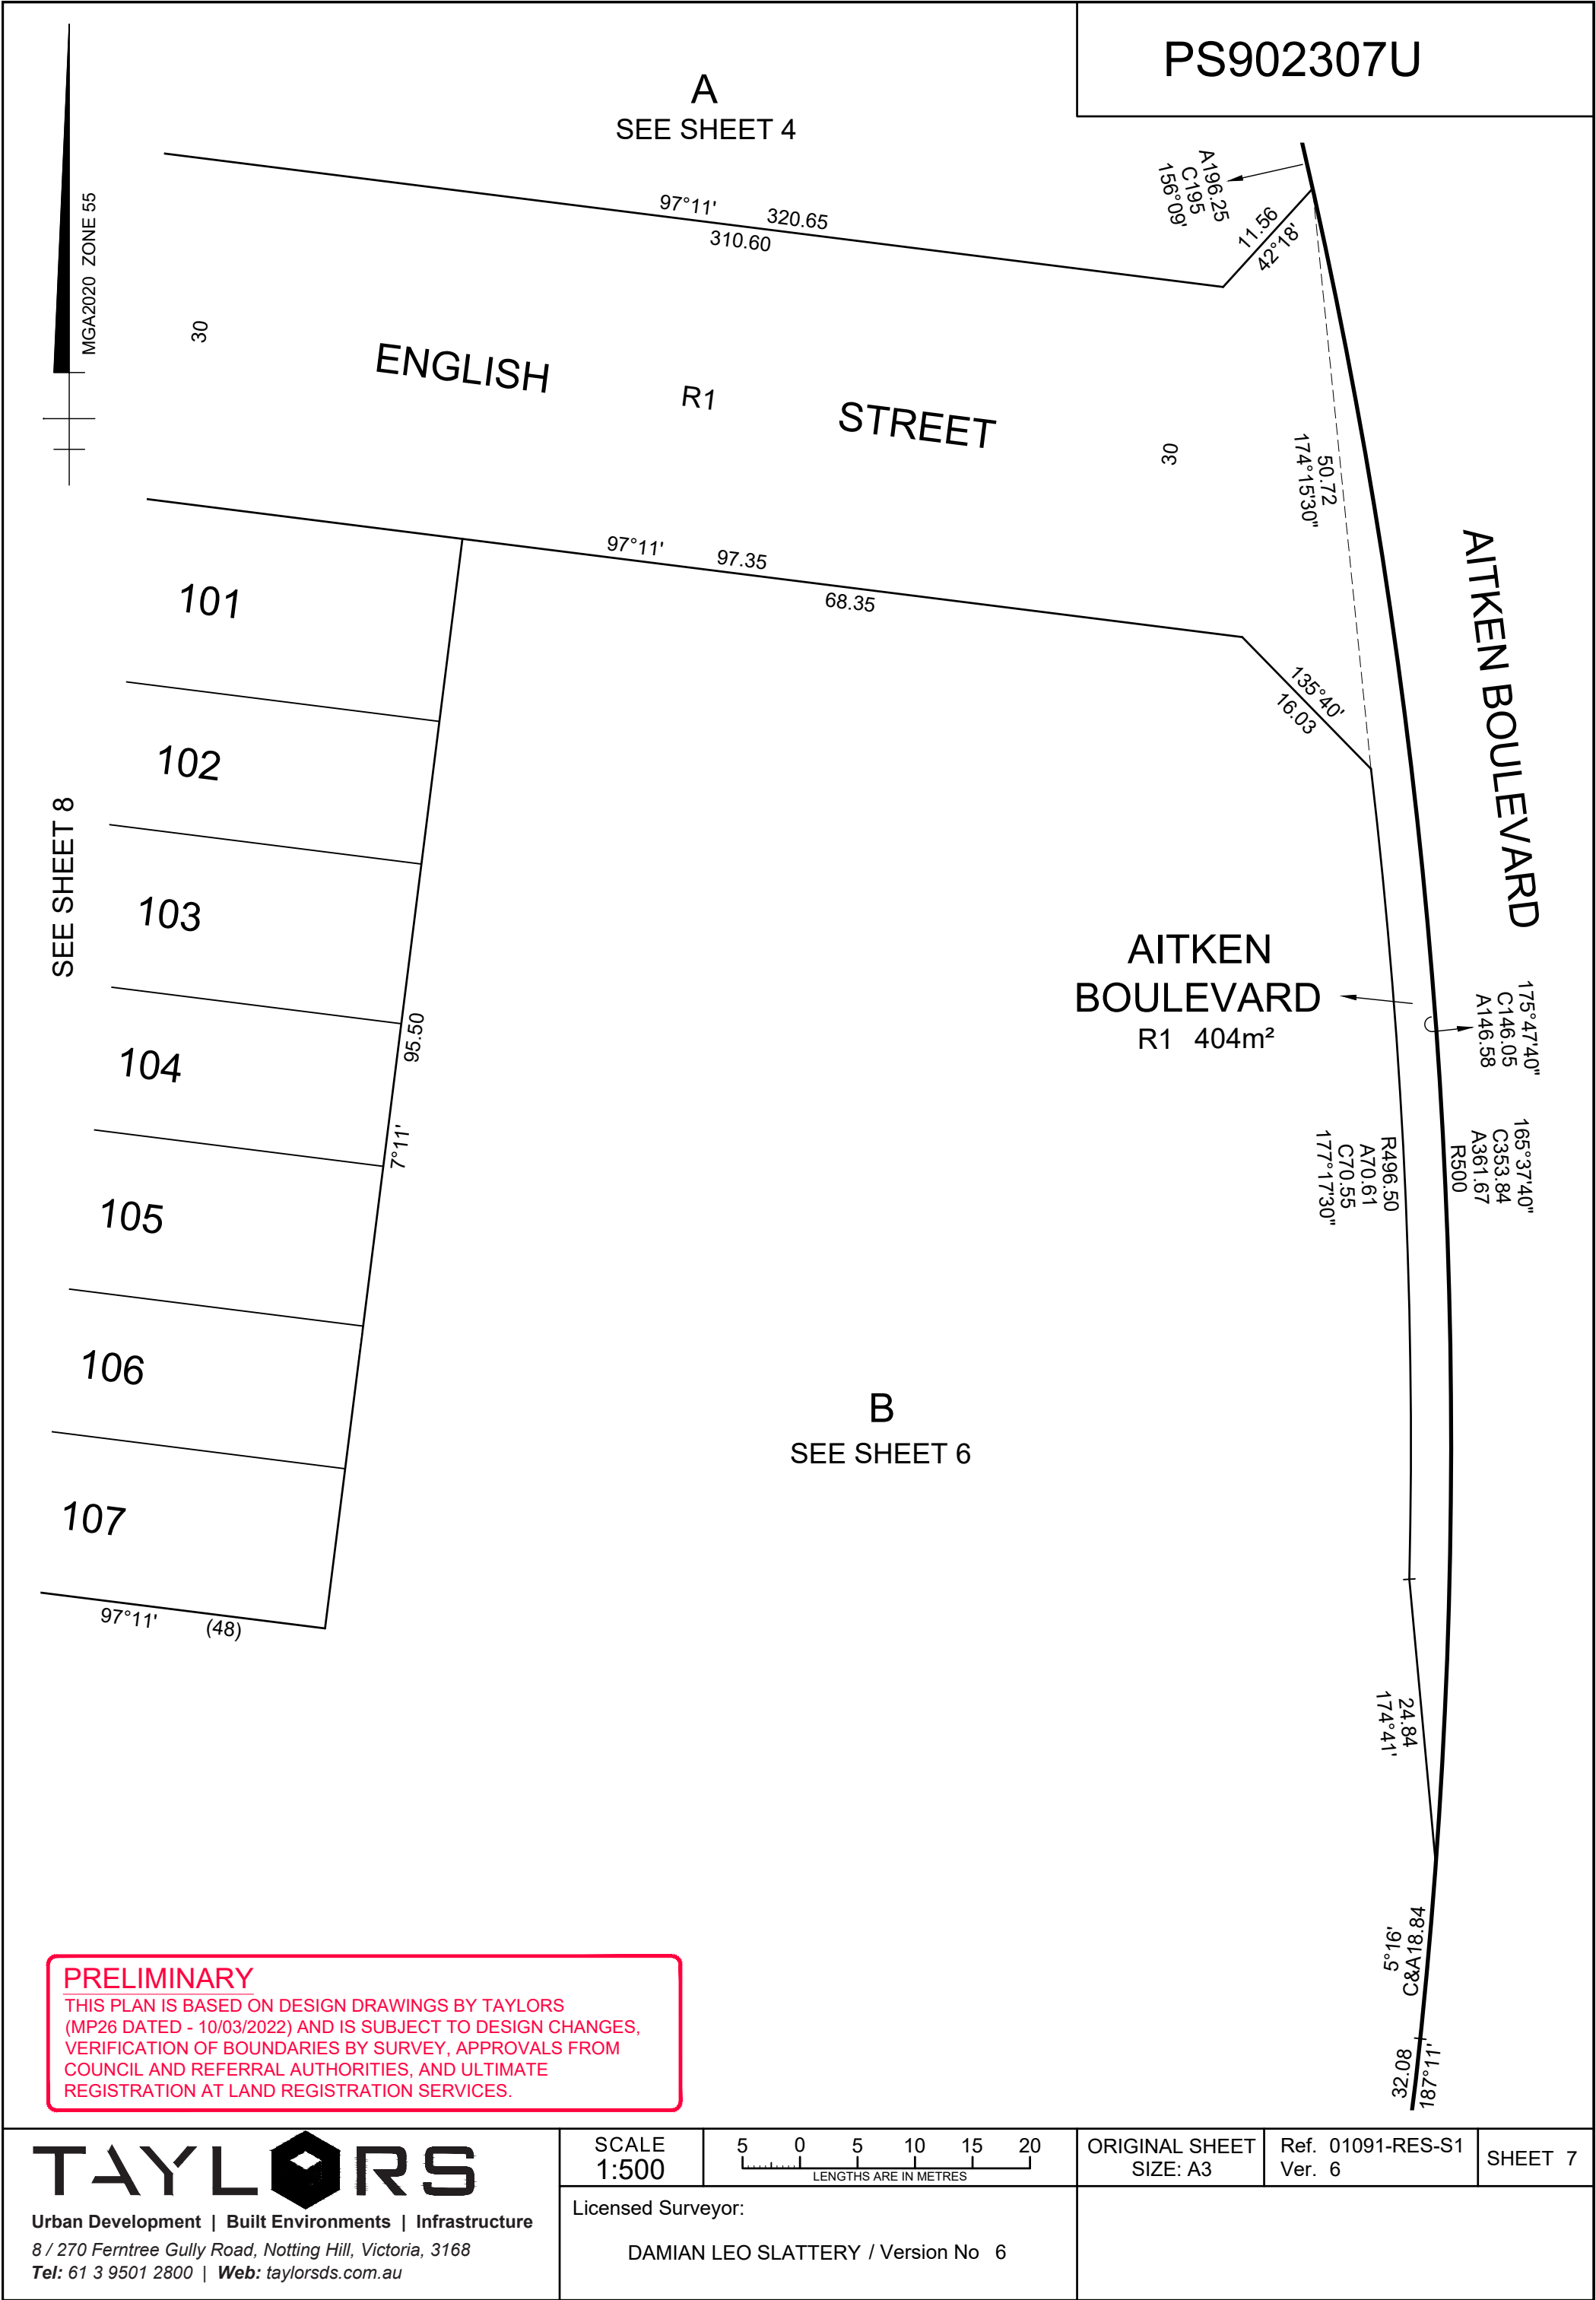 PS902307U
A
SEE SHEET 4
MGA2020 ZONE 55
97°11' 320.65
310.60
A196.25
C195
156°09'
11.56
42°18'
30
ENGLISH R1 STREET
30
50.72
174°15'30"
97°11' 97.35
68.35
135°40'
16.03
AITKEN BOULEVARD
101
102
103
104
105
106
107
SEE SHEET 8
95.50
7°11'
97°11' (48)
AITKEN
BOULEVARD
R1 404m²
175°47'40"
C146.05
A146.58
165°37'40"
C353.84
A361.67
R500
R496.50
A70.61
C70.55
177°17'30"
B
SEE SHEET 6
24.84
174°41'
5°16'
C&A18.84
32.08
187°11'
PRELIMINARY
THIS PLAN IS BASED ON DESIGN DRAWINGS BY TAYLORS
(MP26 DATED - 10/03/2022) AND IS SUBJECT TO DESIGN CHANGES,
VERIFICATION OF BOUNDARIES BY SURVEY, APPROVALS FROM
COUNCIL AND REFERRAL AUTHORITIES, AND ULTIMATE
REGISTRATION AT LAND REGISTRATION SERVICES.
TAYLORS
Urban Development | Built Environments | Infrastructure
8 / 270 Ferntree Gully Road, Notting Hill, Victoria, 3168
Tel: 61 3 9501 2800 | Web: taylorsds.com.au
SCALE
1:500
5 0 5 10 15 20
LENGTHS ARE IN METRES
ORIGINAL SHEET
SIZE: A3
Ref. 01091-RES-S1
Ver. 6
SHEET 7
Licensed Surveyor:
DAMIAN LEO SLATTERY / Version No 6